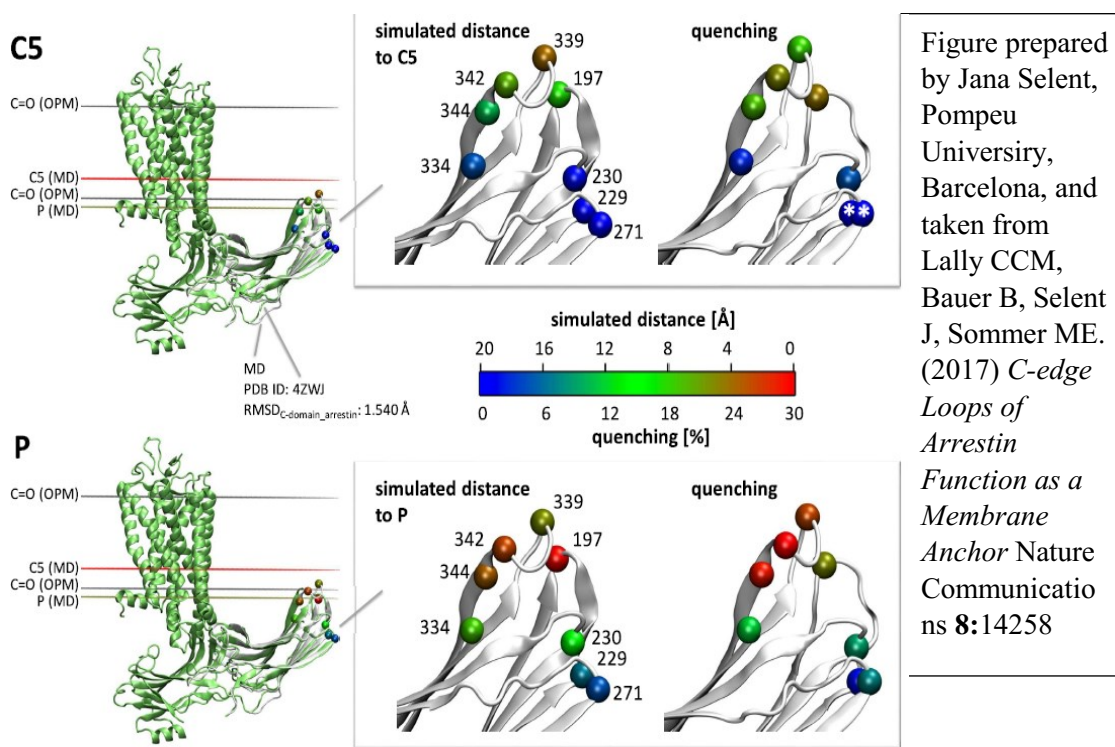 C5
C=O (OPM)
C5 (MD)
C=O (OPM)
P (MD)
MD
PDB ID: 4ZWJ
RMSDC-domain_arrestin: 1.540 Å
simulated distance
to C5
339
342
197
344
334
230
229
271
quenching
**
simulated distance [Å]
20 16 12 8 4 0
0 6 12 18 24 30
quenching [%]
P
C=O (OPM)
C5 (MD)
C=O (OPM)
P (MD)
simulated distance
to P
339
342
197
344
334
230
229
271
quenching
Figure prepared
by Jana Selent,
Pompeu
Universiry,
Barcelona, and
taken from
Lally CCM,
Bauer B, Selent
J, Sommer ME.
(2017) C-edge
Loops of
Arrestin
Function as a
Membrane
Anchor Nature
Communicatio
ns 8:14258